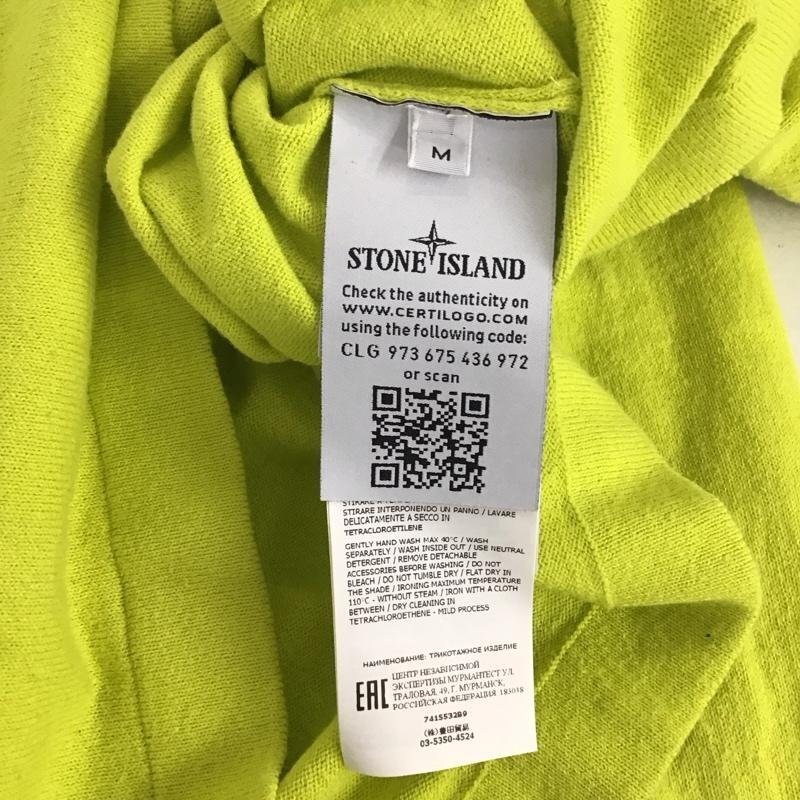 M
STONE ISLAND
Check the authenticity on
WWW.CERTILOGO.COM
using the following code:
CLG 973 675 436 972
or scan
STIRARE INTERPONENDO UN PANNO / LAVARE
DELICATAMENTE A SECCO IN
TETRACLOROETILENE
GENTLY HAND WASH MAX 40°C / WASH
SEPARATELY / WASH INSIDE OUT / USE NEUTRAL
DETERGENT / REMOVE DETACHABLE
ACCESSORIES BEFORE WASHING / DO NOT
BLEACH / DO NOT TUMBLE DRY / FLAT DRY IN
THE SHADE / IRONING MAXIMUM TEMPERATURE
110°C - WITHOUT STEAM / IRON WITH A CLOTH
BETWEEN / DRY CLEANING IN
TETRACHLOROETHENE - MILD PROCESS
НАИМЕНОВАНИЕ: ТРИКОТАЖНОЕ ИЗДЕЛИЕ
EAC
ЦЕНТР НЕЗАВИСИМОЙ
ЭКСПЕРТИЗЫ МУРМАНТЕСТ УЛ.
ТРАЛОВАЯ, 49, Г. МУРМАНСК,
РОССИЙСКАЯ ФЕДЕРАЦИЯ 183038
7415532B9
03-5350-4524